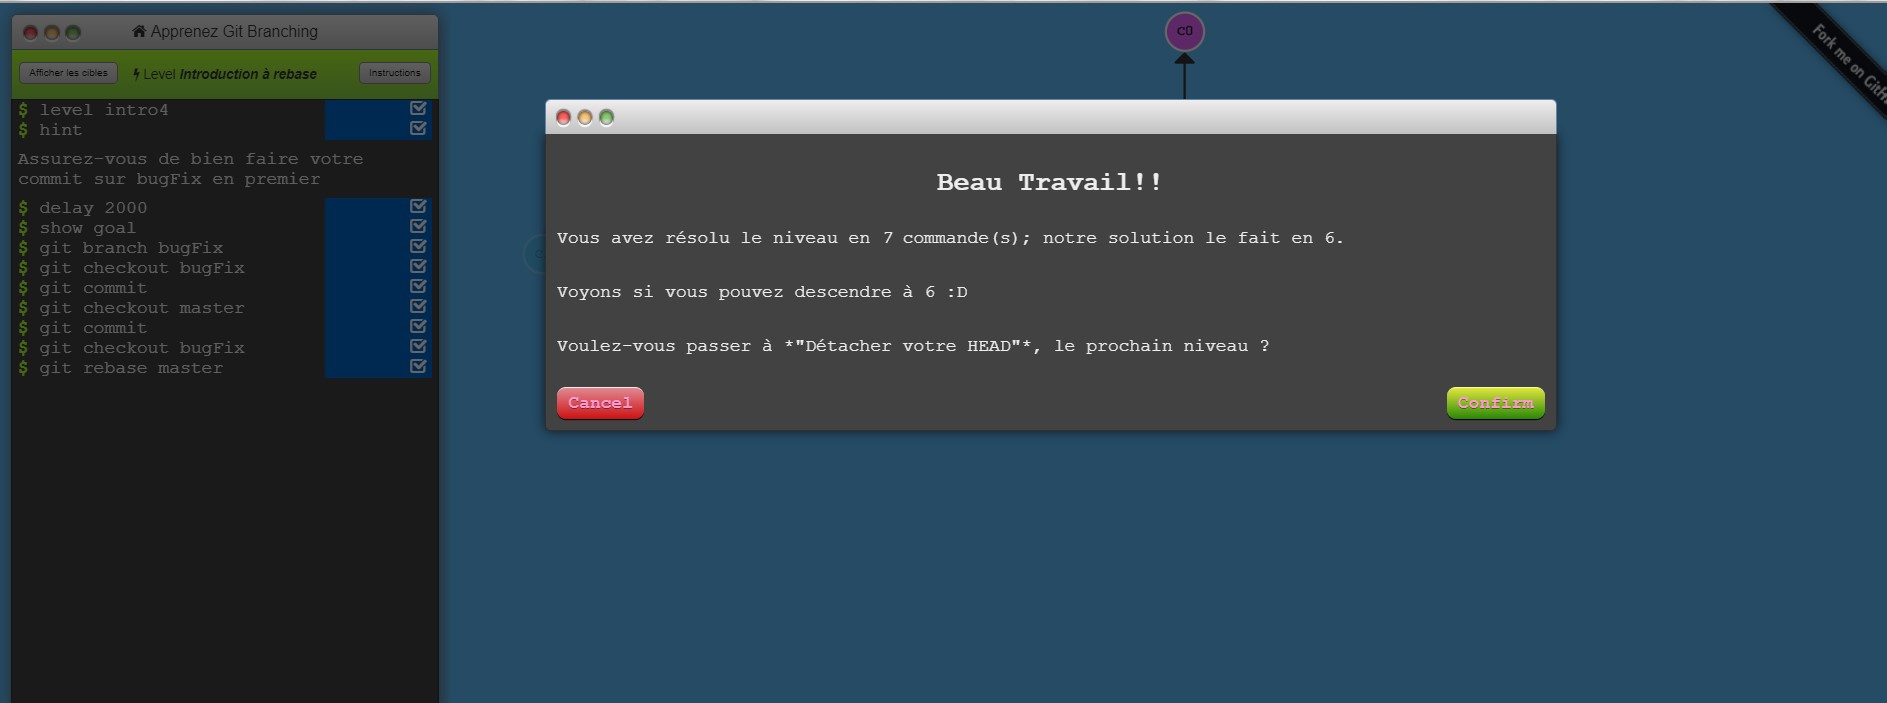 Apprenez Git Branching
Afficher les cibles
Level Introduction à rebase
Instructions
$ level intro4
$ hint
Assurez-vous de bien faire votre
commit sur bugFix en premier
$ delay 2000
$ show goal
$ git branch bugFix
$ git checkout bugFix
$ git commit
$ git checkout master
$ git commit
$ git checkout bugFix
$ git rebase master
C0
Fork me on
Beau Travail!!
Vous avez résolu le niveau en 7 commande(s); notre solution le fait en 6.
Voyons si vous pouvez descendre à 6 :D
Voulez-vous passer à *"Détacher votre HEAD"*, le prochain niveau ?
Cancel
Confirm